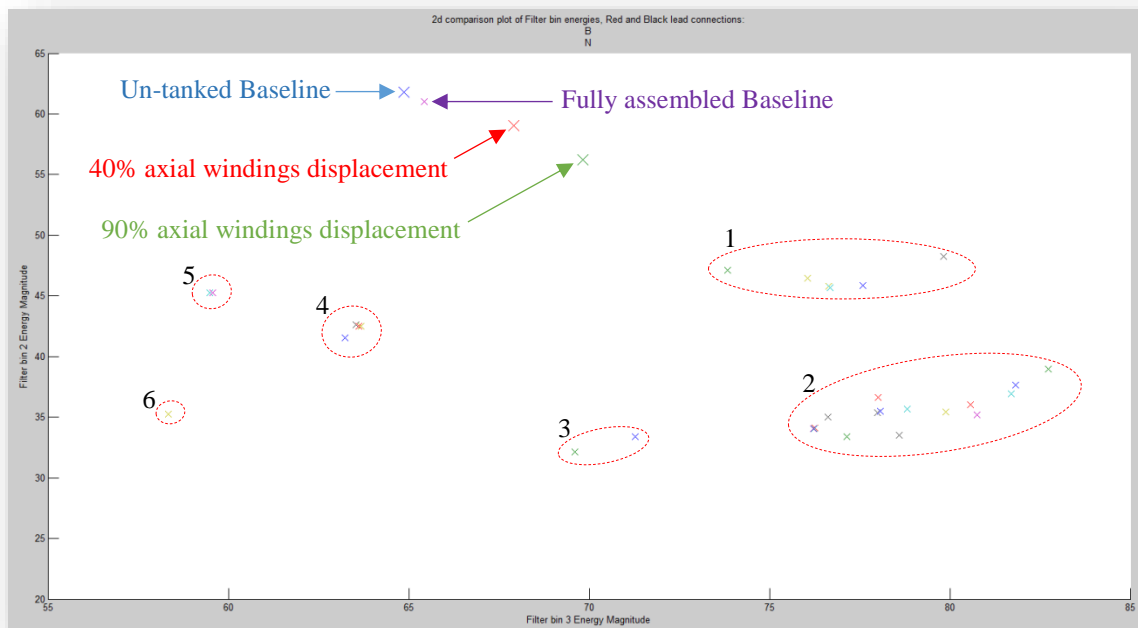 2d comparison plot of Filter bin energies, Red and Black lead connections:
B
N
65
Un-tanked Baseline
Fully assembled Baseline
60
40% axial windings displacement
55
90% axial windings displacement
50
1
5
45
4
40
2
6
35
3
30
25
20
Filter bin 2 Energy Magnitude
55 60 65 70 75 80 85
Filter bin 3 Energy Magnitude